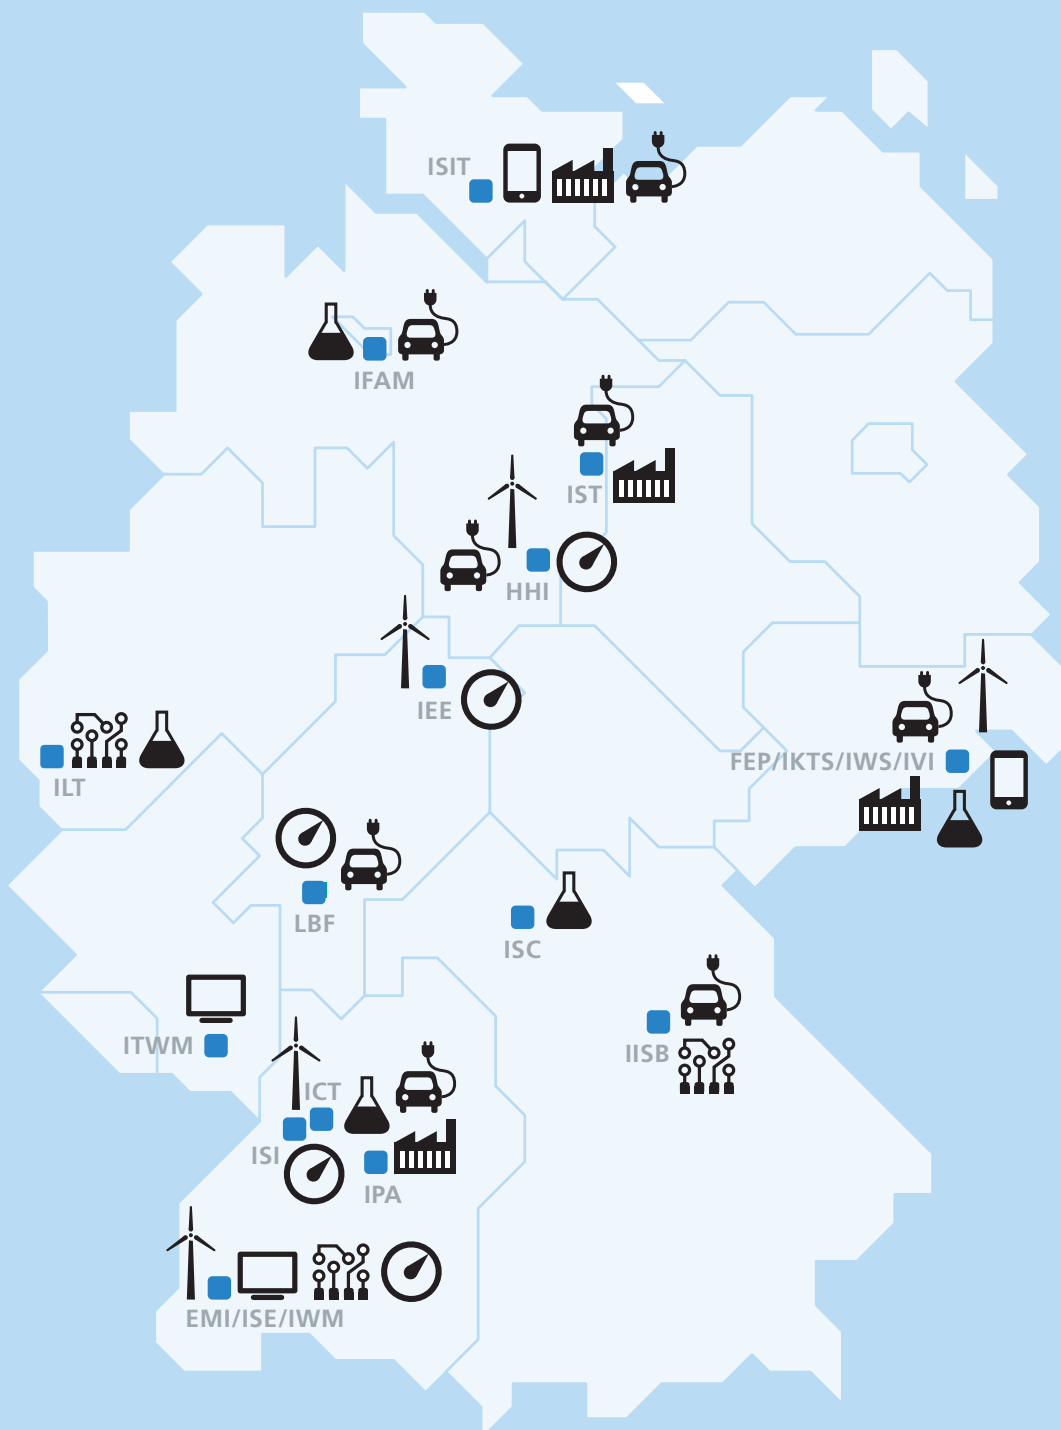 ISIT
IFAM
IST
HHI
IEE
FEP/IKTS/IWS/IVI
ILT
LBF
ISC
ITWM
IISB
ICT
ISI
IPA
EMI/ISE/IWM